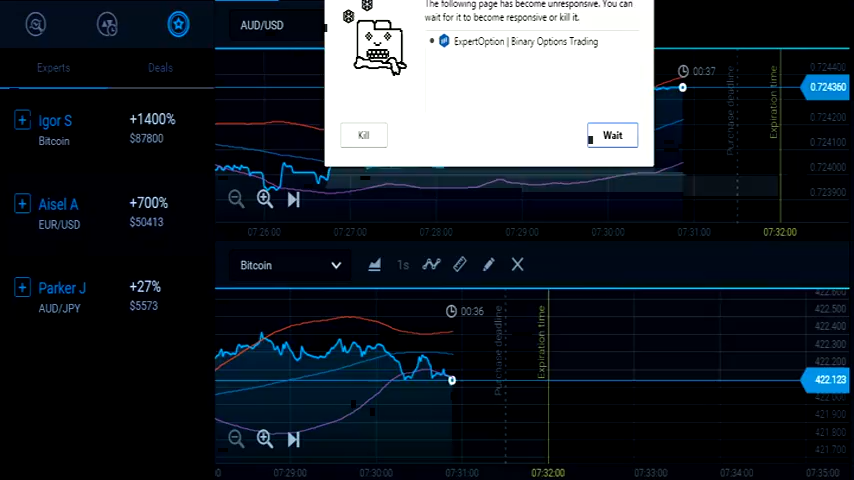 The following page has become unresponsive. You can
wait for it to become responsive or kill it.
ExpertOption | Binary Options Trading
Kill
Wait
Experts
Deals
Igor S
+1400%
Bitcoin
$87800
Aisel A
+700%
EUR/USD
$50413
Parker J
+27%
AUD/JPY
$5573
AUD/USD
00:37
Purchase deadline
Expiration time
0.724400
0.724360
0.724200
0.724100
0.724000
0.723900
07:26:00
07:27:00
07:28:00
07:29:00
07:30:00
07:31:00
07:32:00
Bitcoin
1s
00:36
Purchase deadline
Expiration time
422.600
422.400
422.300
422.200
422.123
421.900
421.800
421.700
07:29:00
07:30:00
07:31:00
07:32:00
07:33:00
07:34:00
07:35:00